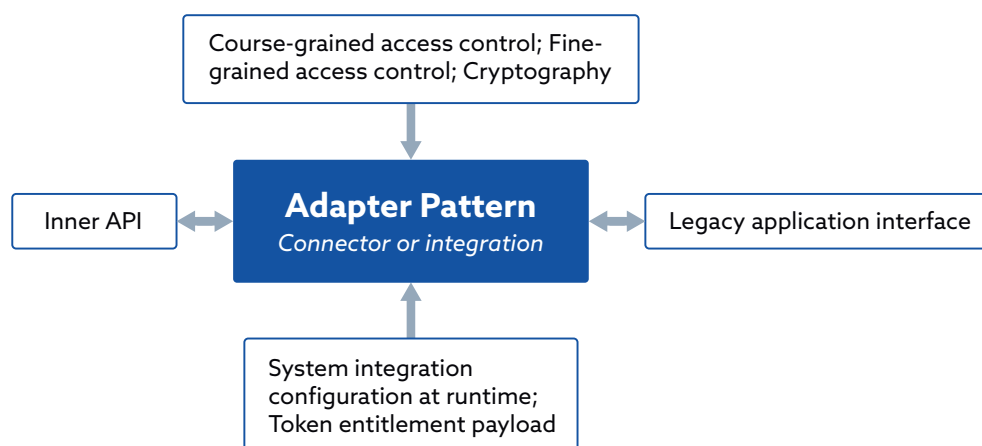 Course-grained access control; Fine-
grained access control; Cryptography
Adapter Pattern
Connector or integration
Inner API
Legacy application interface
System integration
configuration at runtime;
Token entitlement payload